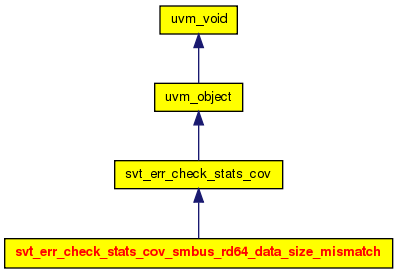 uvm_void
uvm_object
svt_err_check_stats_cov
svt_err_check_stats_cov_smbus_rd64_data_size_mismatch